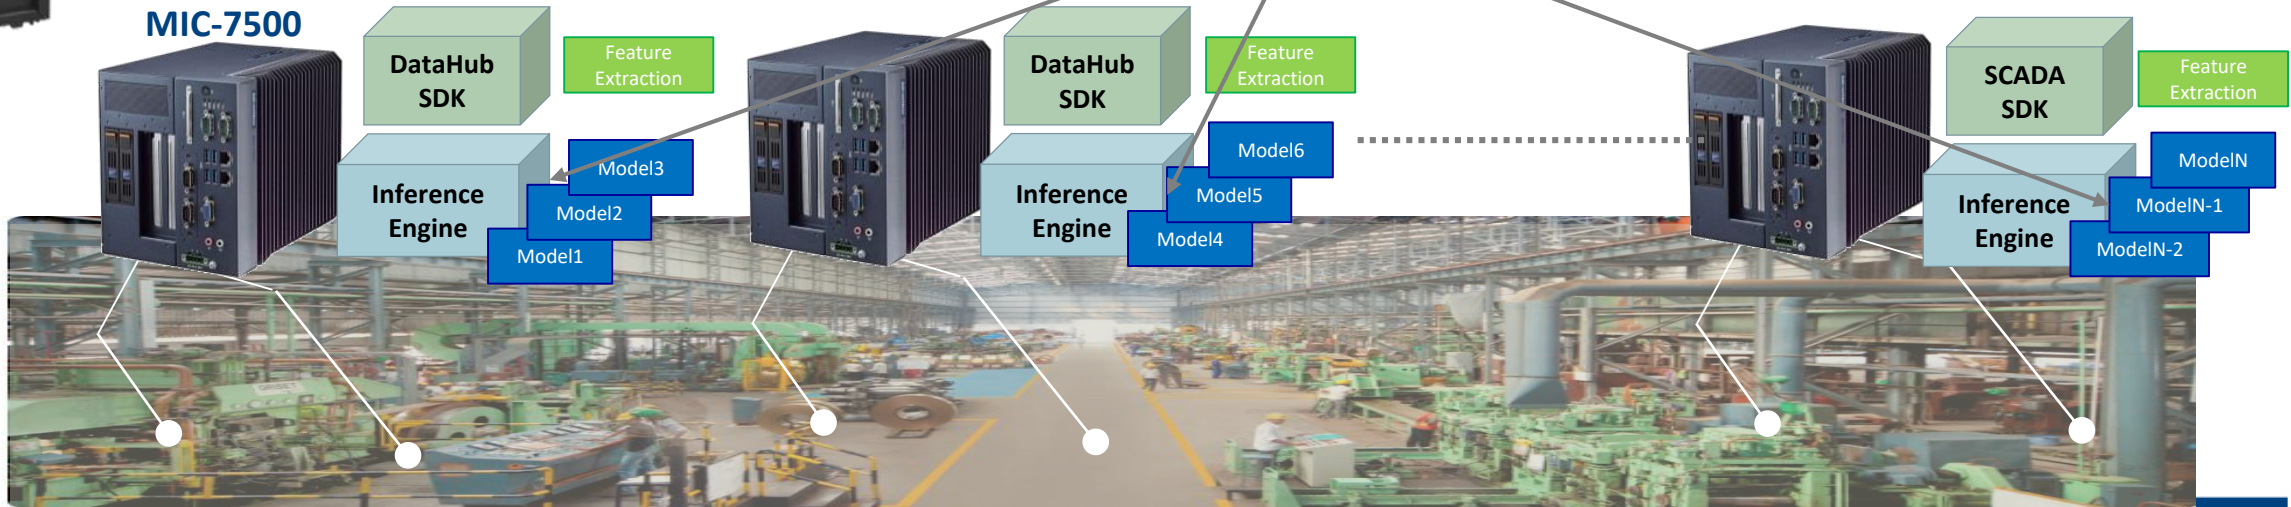 MIC-7500
DataHub
SDK
Feature
Extraction
Inference
Engine
Model3
Model2
Model1
DataHub
SDK
Feature
Extraction
Inference
Engine
Model6
Model5
Model4
SCADA
SDK
Feature
Extraction
Inference
Engine
ModelN
ModelN-1
ModelN-2